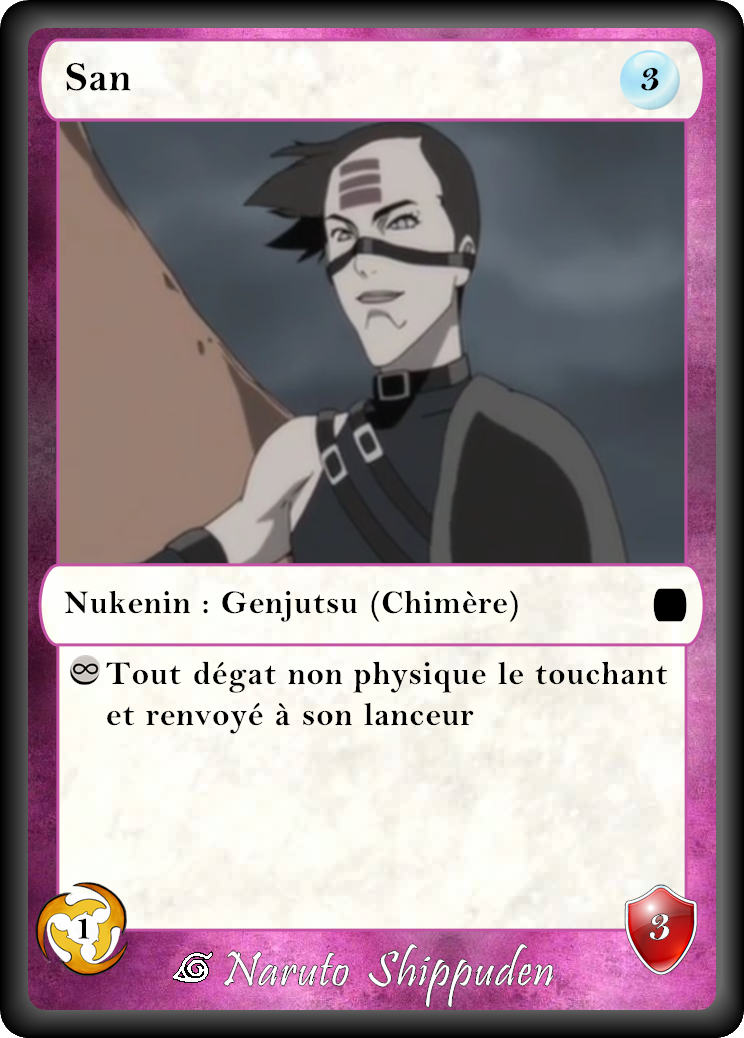 San
3
Nukenin : Genjutsu (Chimère)
∞ Tout dégat non physique le touchant
et renvoyé à son lanceur
1
3
Naruto Shippuden